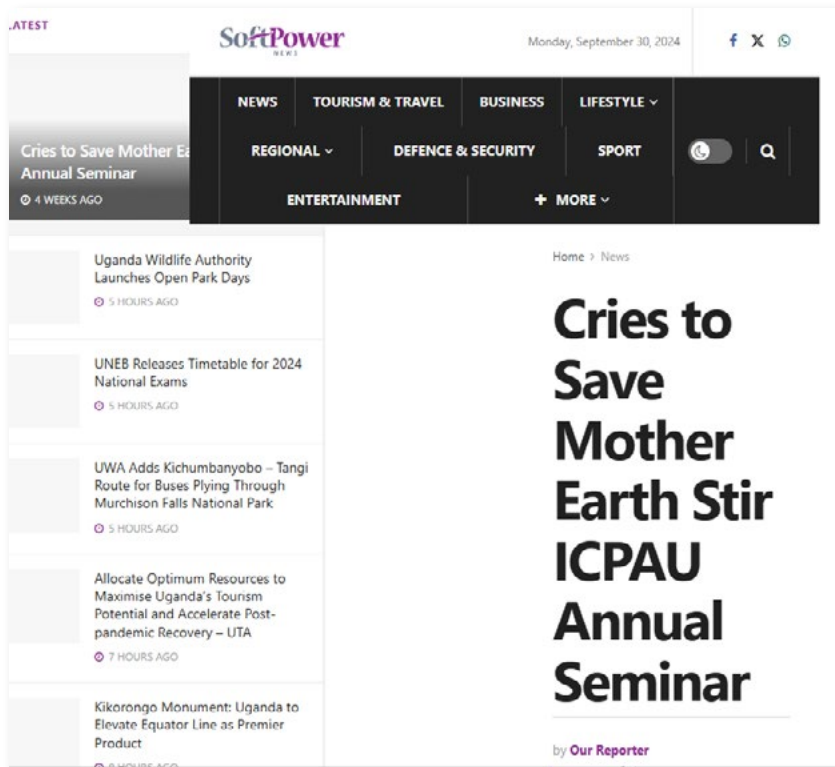 LATEST
SoftPower
NEWS
Monday, September 30, 2024
NEWS TOURISM & TRAVEL BUSINESS LIFESTYLE
REGIONAL DEFENCE & SECURITY SPORT
ENTERTAINMENT + MORE
Cries to Save Mother Ea
Annual Seminar
4 WEEKS AGO
Uganda Wildlife Authority
Launches Open Park Days
5 HOURS AGO
UNEB Releases Timetable for 2024
National Exams
5 HOURS AGO
UWA Adds Kichumbanyobo – Tangi
Route for Buses Plying Through
Murchison Falls National Park
5 HOURS AGO
Allocate Optimum Resources to
Maximise Uganda's Tourism
Potential and Accelerate Post-
pandemic Recovery – UTA
7 HOURS AGO
Kikorongo Monument: Uganda to
Elevate Equator Line as Premier
Product
HOURS AGO
Home > News
Cries to
Save
Mother
Earth Stir
ICPAU
Annual
Seminar
by Our Reporter